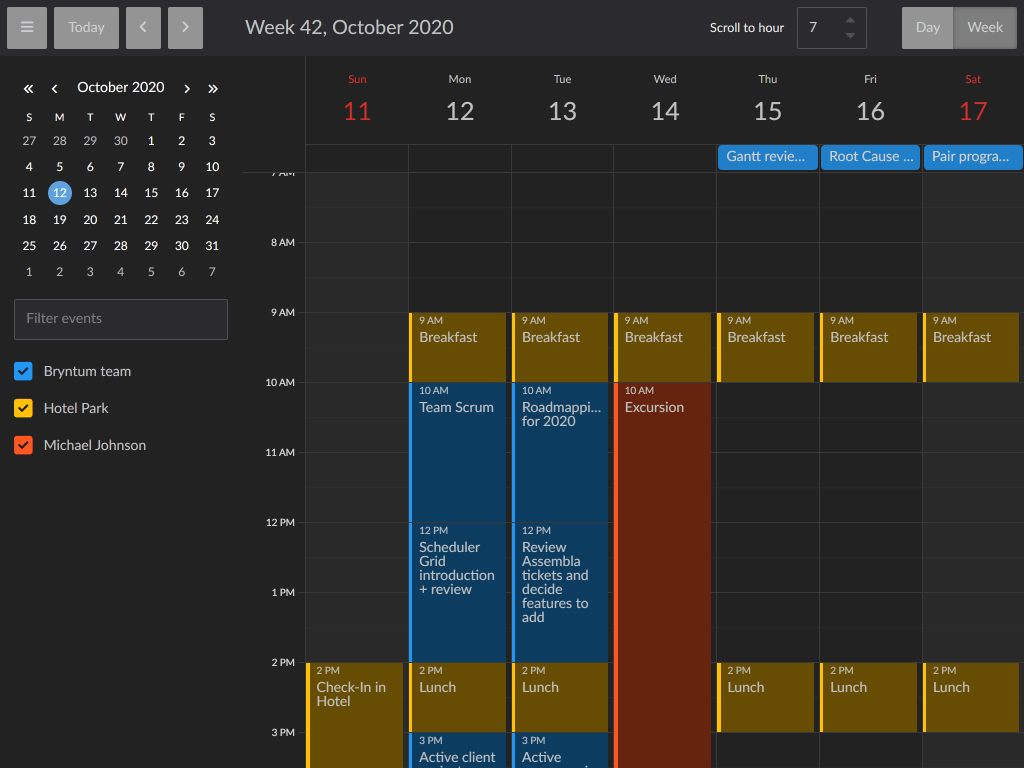 Today
Week 42, October 2020
Scroll to hour
7
Day
Week
October 2020
S M T W T F S
27 28 29 30 1 2 3
4 5 6 7 8 9 10
11 12 13 14 15 16 17
18 19 20 21 22 23 24
25 26 27 28 29 30 31
1 2 3 4 5 6 7
Filter events
Bryntum team
Hotel Park
Michael Johnson
Sun Mon Tue Wed Thu Fri Sat
11 12 13 14 15 16 17
Gantt revie...
Root Cause ...
Pair progra...
7 AM
8 AM
9 AM
9 AM
Breakfast
9 AM
Breakfast
9 AM
Breakfast
9 AM
Breakfast
9 AM
Breakfast
9 AM
Breakfast
10 AM
10 AM
Team Scrum
10 AM
Roadmappi...
for 2020
10 AM
Excursion
11 AM
12 PM
12 PM
Scheduler
Grid
introduction
+ review
12 PM
Review
Assembla
tickets and
decide
features to
add
1 PM
2 PM
2 PM
Check-In in
Hotel
2 PM
Lunch
2 PM
Lunch
2 PM
Lunch
2 PM
Lunch
2 PM
Lunch
3 PM
3 PM
Active client
3 PM
Active